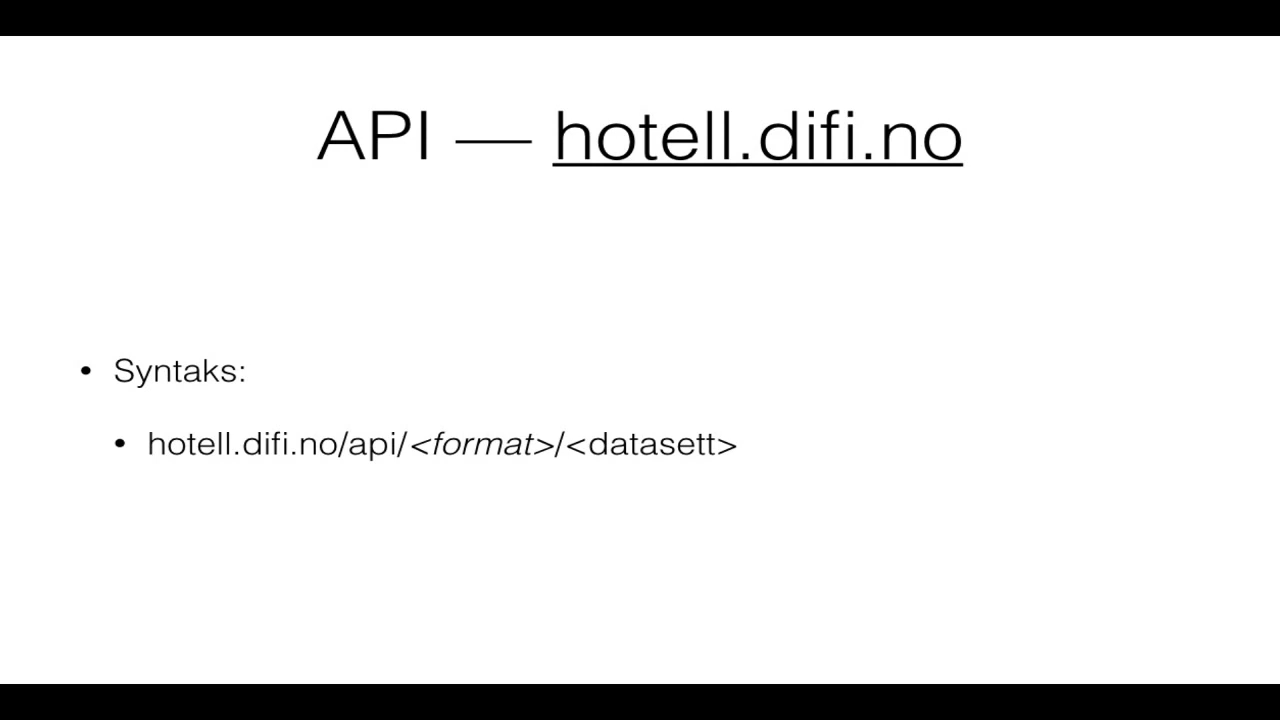 API — hotell.difi.no
• Syntaks:
• hotell.difi.no/api/<format>/<datasett>